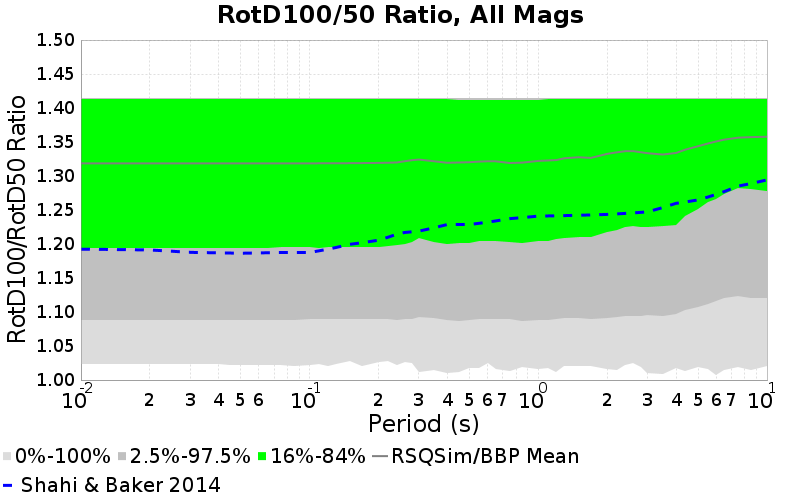 RotD100/50 Ratio, All Mags
RotD100/RotD50 Ratio
1.50
1.45
1.40
1.35
1.30
1.25
1.20
1.15
1.10
1.05
1.00
10-2 2 3 4 5 6 10-1 2 3 4 5 6 7 100 2 3 4 5 6 7 101
Period (s)
0%-100% 2.5%-97.5% 16%-84% RSQSim/BBP Mean
Shahi & Baker 2014